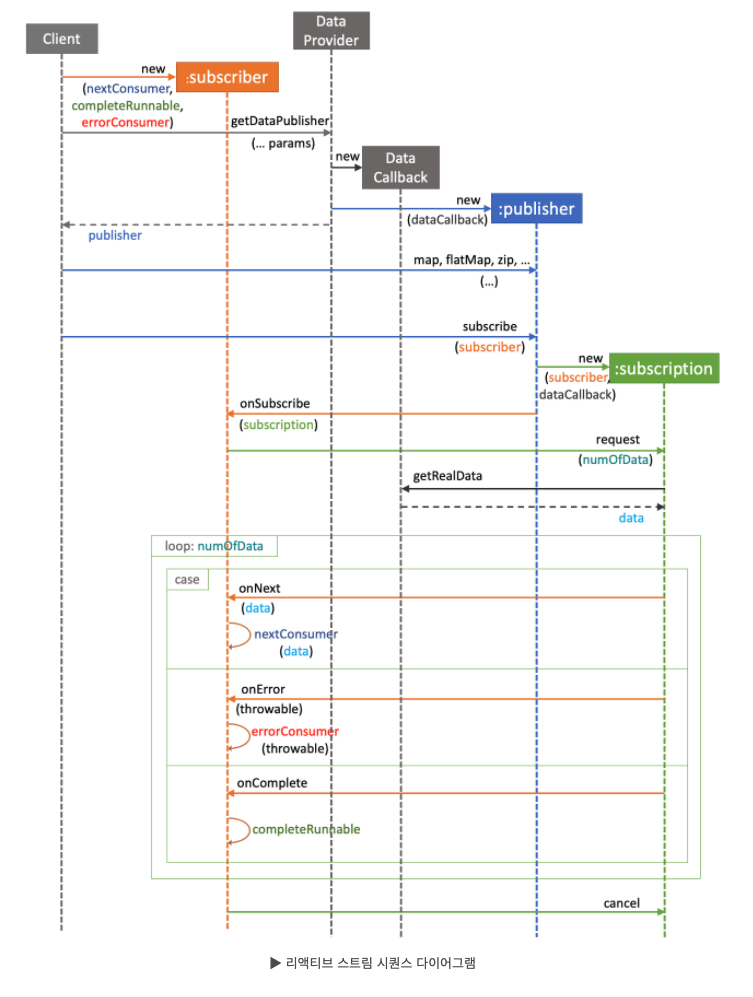 Client
Data
Provider
new
:subscriber
(nextConsumer,
completeRunnable,
errorConsumer)
getDataPublisher
(... params)
new
Data
Callback
new
:publisher
(dataCallback)
publisher
map, flatMap, zip, ...
(...)
subscribe
(subscriber)
new
:subscription
(subscriber,
dataCallback)
onSubscribe
(subscription)
request
(numOfData)
getRealData
data
loop: numOfData
case
onNext
(data)
nextConsumer
(data)
onError
(throwable)
errorConsumer
(throwable)
onComplete
completeRunnable
cancel
▶ 리액티브 스트림 시퀀스 다이어그램